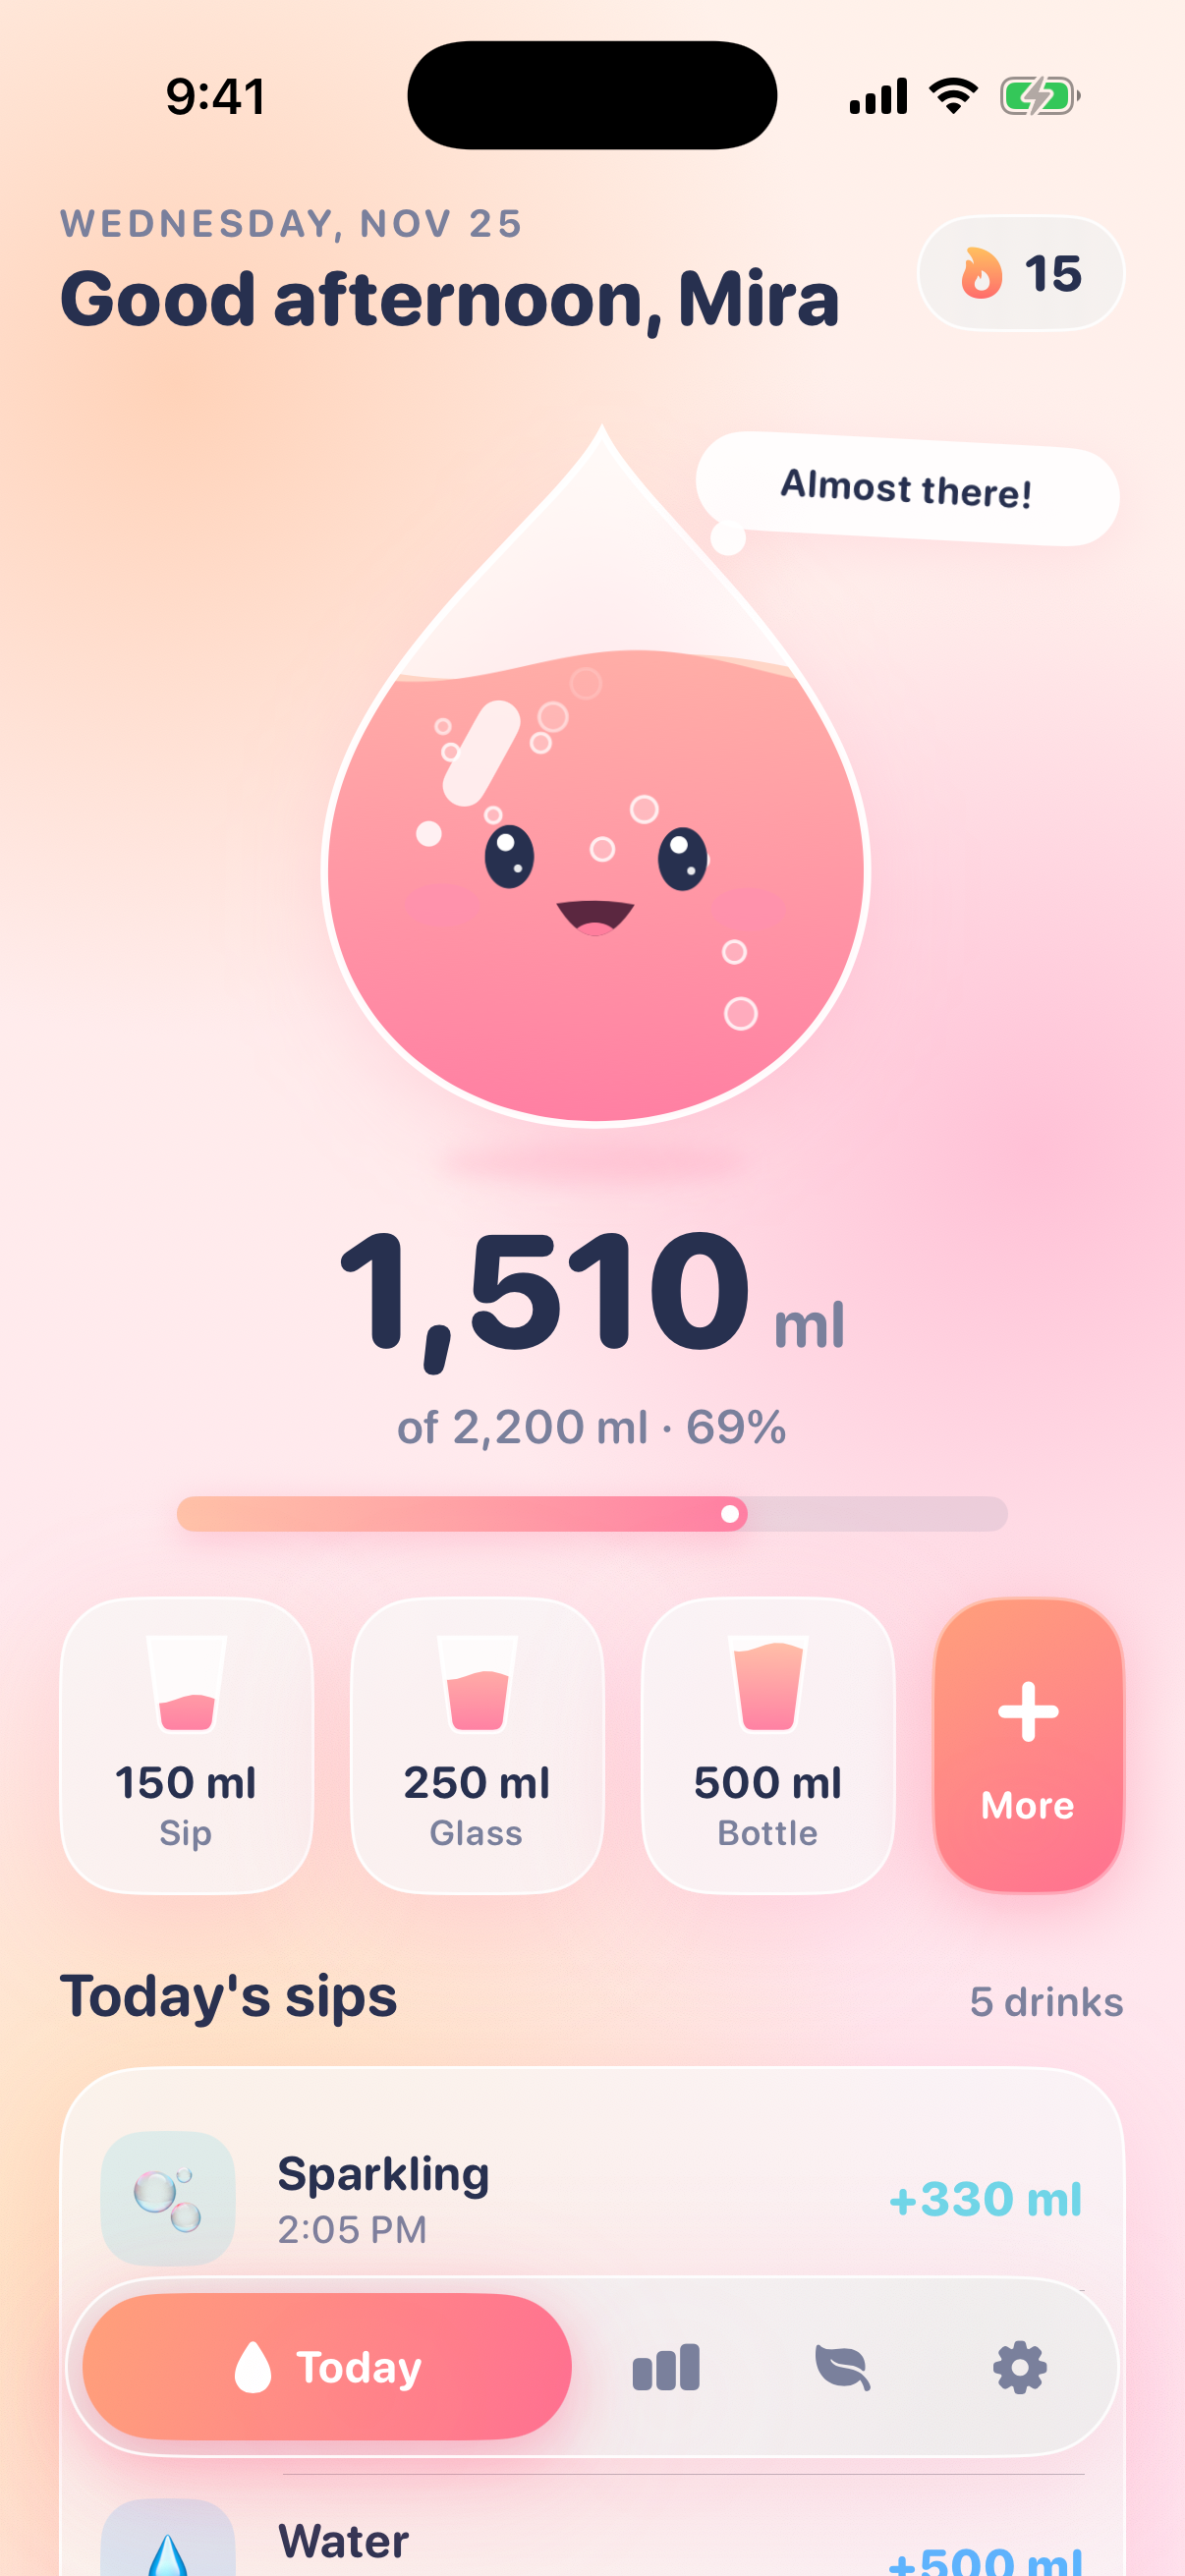 9:41
WEDNESDAY, NOV 25
Good afternoon, Mira
15
Almost there!
1,510 ml
of 2,200 ml · 69%
150 ml
Sip
250 ml
Glass
500 ml
Bottle
More
Today's sips
5 drinks
Sparkling
2:05 PM
+330 ml
Today
Water
+500 ml